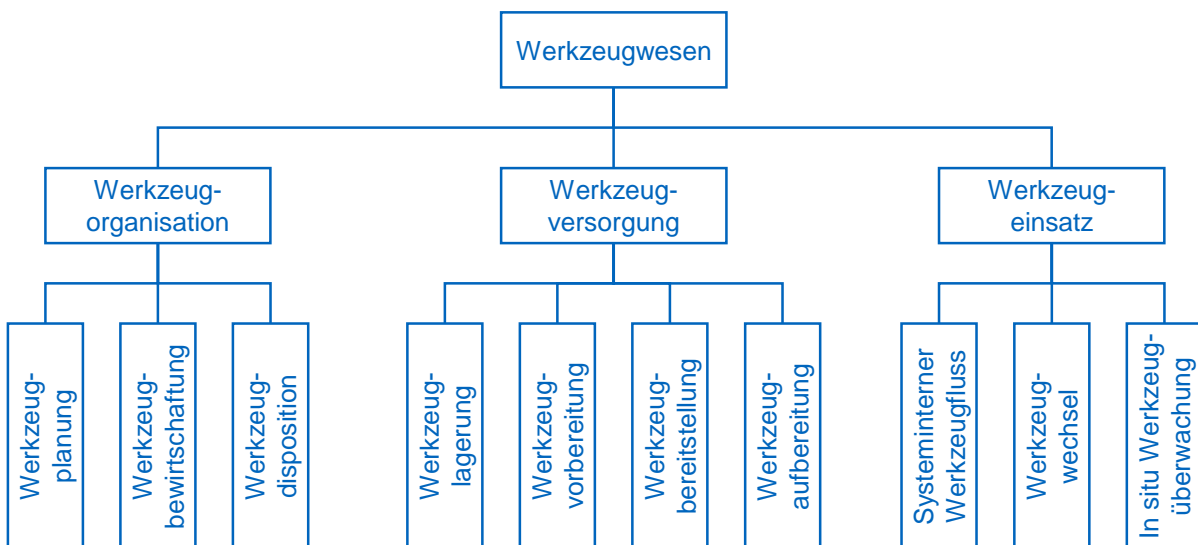 Werkzeugwesen
Werkzeug-
organisation
Werkzeug-
versorgung
Werkzeug-
einsatz
Werkzeug-
planung
Werkzeug-
bewirtschaftung
Werkzeug-
disposition
Werkzeug-
lagerung
Werkzeug-
vorbereitung
Werkzeug-
bereitstellung
Werkzeug-
aufbereitung
Systeminterner
Werkzeugfluss
Werkzeug-
wechsel
In situ Werkzeug-
überwachung